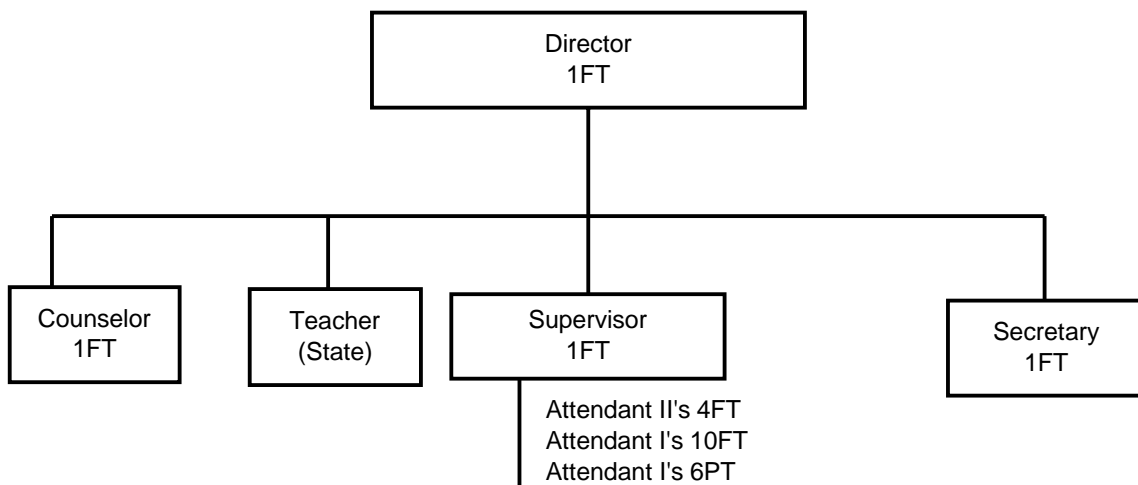 Director
1FT
Counselor
1FT
Teacher
(State)
Supervisor
1FT
Secretary
1FT
Attendant II's 4FT
Attendant I's 10FT
Attendant I's 6PT